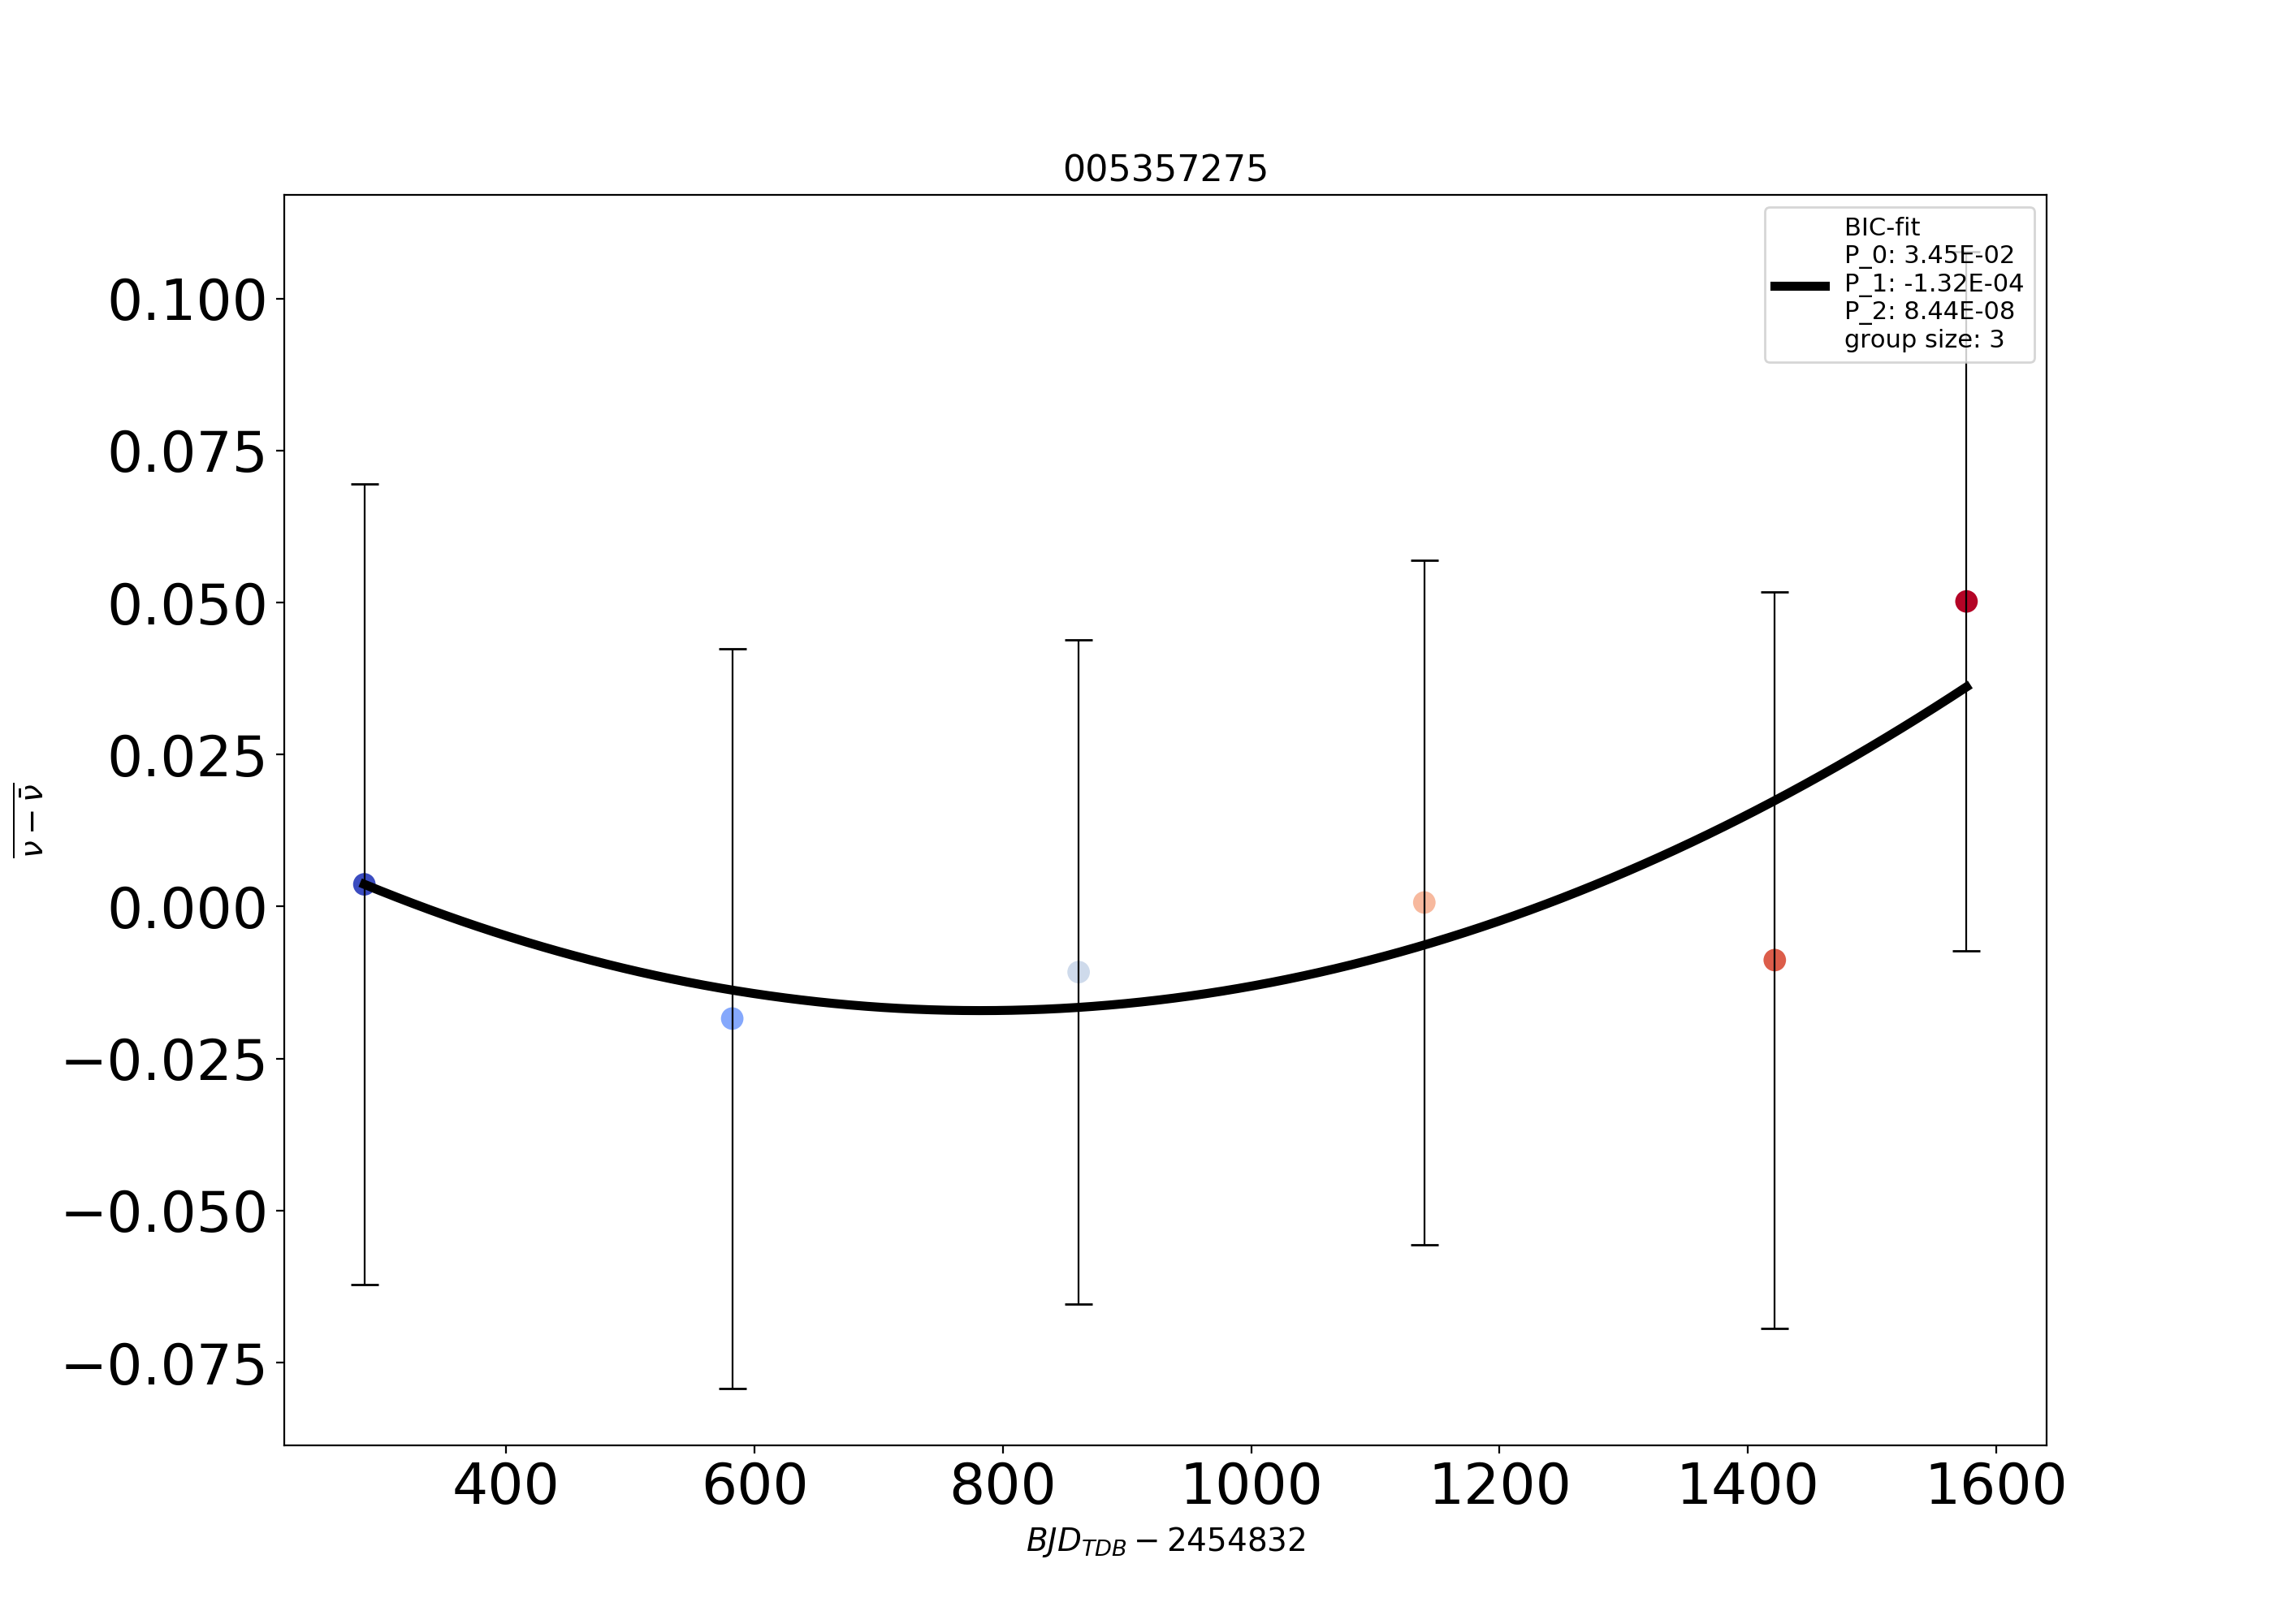 005357275
BIC-fit
P_0: 3.45E-02
P_1: -1.32E-04
P_2: 8.44E-08
group size: 3
0.100
0.075
0.050
0.025
0.000
−0.025
−0.050
−0.075
ν − ν̄
400 600 800 1000 1200 1400 1600
BJD_TDB − 2454832